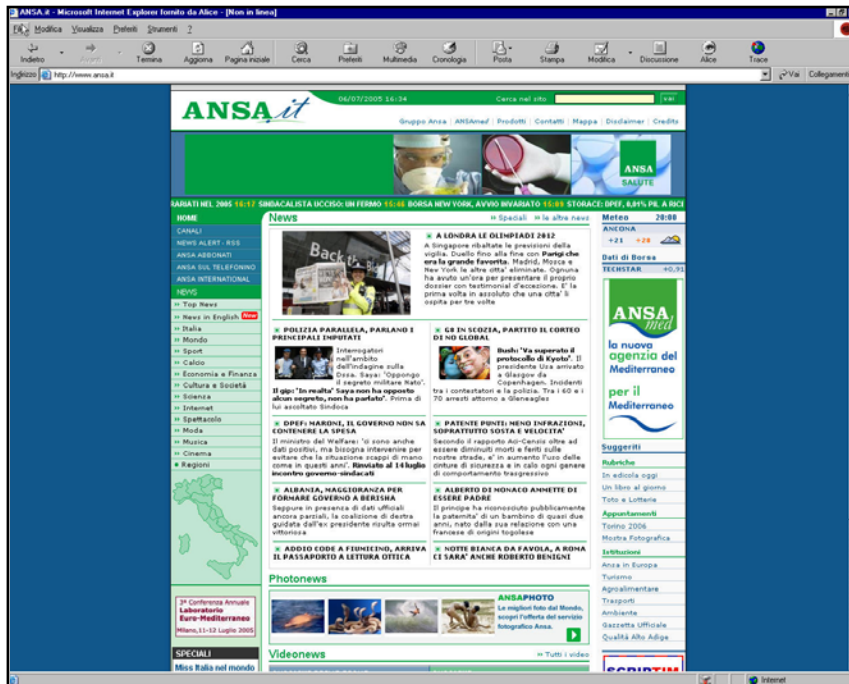 ANSA.it - Microsoft Internet Explorer fornito da Alice - [Non in linea]
File Modifica Visualizza Preferiti Strumenti ?
Indietro Avanti Termina Aggiorna Pagina iniziale Cerca Preferiti Multimedia Cronologia Posta Stampa Modifica Discussione Alice Trace
Indirizzo http://www.ansa.it Vai Collegamenti
ANSA.it
06/07/2005 16:34 Cerca nel sito vai
Gruppo Ansa | ANSAmed | Prodotti | Contatti | Mappa | Disclaimer | Credits
ANSA
SALUTE
RARIATI NEL 2005 16:17 SINDACALISTA UCCISO: UN FERMO 15:46 BORSA NEW YORK, AVVIO INVARIATO 15:09 STORACE: DPEF, 0,91% PIL A RICI
HOME
CANALI
NEWS ALERT - RSS
ANSA ABBONATI
ANSA SUL TELEFONINO
ANSA INTERNATIONAL
NEWS
Top News
News in English New
Italia
Mondo
Sport
Calcio
Economia e Finanza
Cultura e Società
Scienza
Internet
Spettacolo
Moda
Musica
Cinema
Regioni
3ª Conferenza Annuale
Laboratorio
Euro-Mediterraneo
Milano, 11-12 Luglio 2005
SPECIALI
Miss Italia nel mondo
News
Speciali le altre news
Back the
A LONDRA LE OLIMPIADI 2012
A Singapore ribaltate le previsioni della
vigilia. Duello fino alla fine con Parigi che
era la grande favorita. Madrid, Mosca e
New York le altre citta' eliminate. Ognuna
ha avuto un'ora per presentare il proprio
dossier con testimonial d'eccezione. E' la
prima volta in assoluto che una citta' li
ospita per tre volte
POLIZIA PARALLELA, PARLANO I
PRINCIPALI IMPUTATI
Interrogatori
nell'ambito
dell'indagine sulla
Dssa. Saya: 'Oppongo
il segreto militare Nato'.
Il gip: 'In realta' Saya non ha opposto
alcun segreto, non ha parlato'. Prima di
lui ascoltato Sindoca
G8 IN SCOZIA, PARTITO IL CORTEO
DI NO GLOBAL
Bush: 'Va superato il
protocollo di Kyoto'. Il
presidente Usa arrivato
a Glasgow da
Copenhagen. Incidenti
tra i contestatori e la polizia. Tra i 60 e i
70 arresti attorno a Gleneagles
DPEF: MARONI, IL GOVERNO NON SA
CONTENERE LA SPESA
Il ministro del Welfare: 'ci sono anche
dati positivi, ma bisogna intervenire per
evitare che la situazione scappi di mano
come in questi anni'. Rinviato al 14 luglio
incontro governo-sindacati
PATENTE PUNTI: MENO INFRAZIONI,
SOPRATTUTTO SOSTA E VELOCITA'
Secondo il rapporto Aci-Censis oltre ad
essere diminuiti morti e feriti sulle
nostre strade, e' in aumento l'uso delle
cinture di sicurezza e in calo ogni genere
di comportamento trasgressivo
ALBANIA, MAGGIORANZA PER
FORMARE GOVERNO A BERISHA
Seppure in presenza di dati ufficiali
ancora parziali, la coalizione di destra
guidata dall'ex presidente risulta ormai
vittoriosa
ALBERTO DI MONACO AMMETTE DI
ESSERE PADRE
Il principe ha riconosciuto pubblicamente
la paternita' di un bambino di quasi due
anni, nato dalla sua relazione con una
francese di origini togolese
ADDIO CODE A FIUMICINO, ARRIVA
IL PASSAPORTO A LETTURA OTTICA
NOTTE BIANCA DA FAVOLA, A ROMA
CI SARA' ANCHE ROBERTO BENIGNI
Photonews
ANSAPHOTO
Le migliori foto dal Mondo,
scopri l'offerta del servizio
fotografico Ansa.
Videonews
Tutti i video
Meteo 20:00
ANCONA
+21 +28
Dati di Borsa
TECHSTAR +0,91
ANSA
med
la nuova
agenzia del
Mediterraneo
per il
Mediterraneo
Suggeriti
Rubriche
In edicola oggi
Un libro al giorno
Toto e Lotterie
Appuntamenti
Torino 2006
Mostra Fotografica
Istituzioni
Ansa in Europa
Turismo
Agroalimentare
Trasporti
Ambiente
Gazzetta Ufficiale
Qualità Alto Adige
SCRIPTIM
Internet